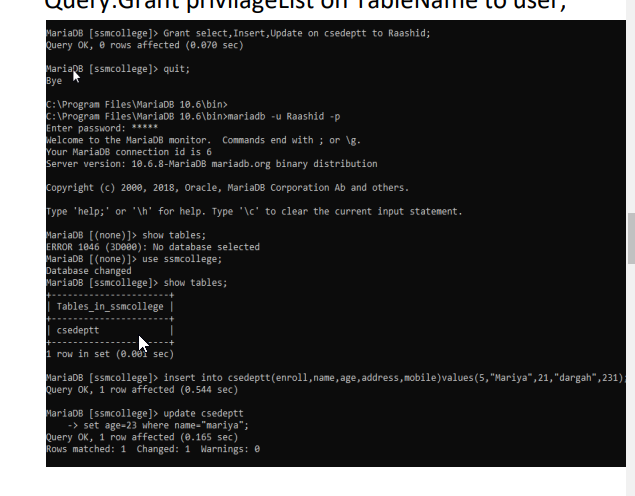 Query:Grant privilageList on TableName to user;
MariaDB [ssmcollege]> Grant select,Insert,Update on csedeptt to Raashid;
Query OK, 0 rows affected (0.070 sec)
MariaDB [ssmcollege]> quit;
Bye
C:\Program Files\MariaDB 10.6\bin>
C:\Program Files\MariaDB 10.6\bin>mariadb -u Raashid -p
Enter password: *****
Welcome to the MariaDB monitor.  Commands end with ; or \g.
Your MariaDB connection id is 6
Server version: 10.6.8-MariaDB mariadb.org binary distribution
Copyright (c) 2000, 2018, Oracle, MariaDB Corporation Ab and others.
Type 'help;' or '\h' for help. Type '\c' to clear the current input statement.
MariaDB [(none)]> show tables;
ERROR 1046 (3D000): No database selected
MariaDB [(none)]> use ssmcollege;
Database changed
MariaDB [ssmcollege]> show tables;
+----------------------+
| Tables_in_ssmcollege |
+----------------------+
| csedeptt             |
+----------------------+
1 row in set (0.001 sec)
MariaDB [ssmcollege]> insert into csedeptt(enroll,name,age,address,mobile)values(5,"Mariya",21,"dargah",231);
Query OK, 1 row affected (0.544 sec)
MariaDB [ssmcollege]> update csedeptt
    -> set age=23 where name="mariya";
Query OK, 1 row affected (0.165 sec)
Rows matched: 1  Changed: 1  Warnings: 0